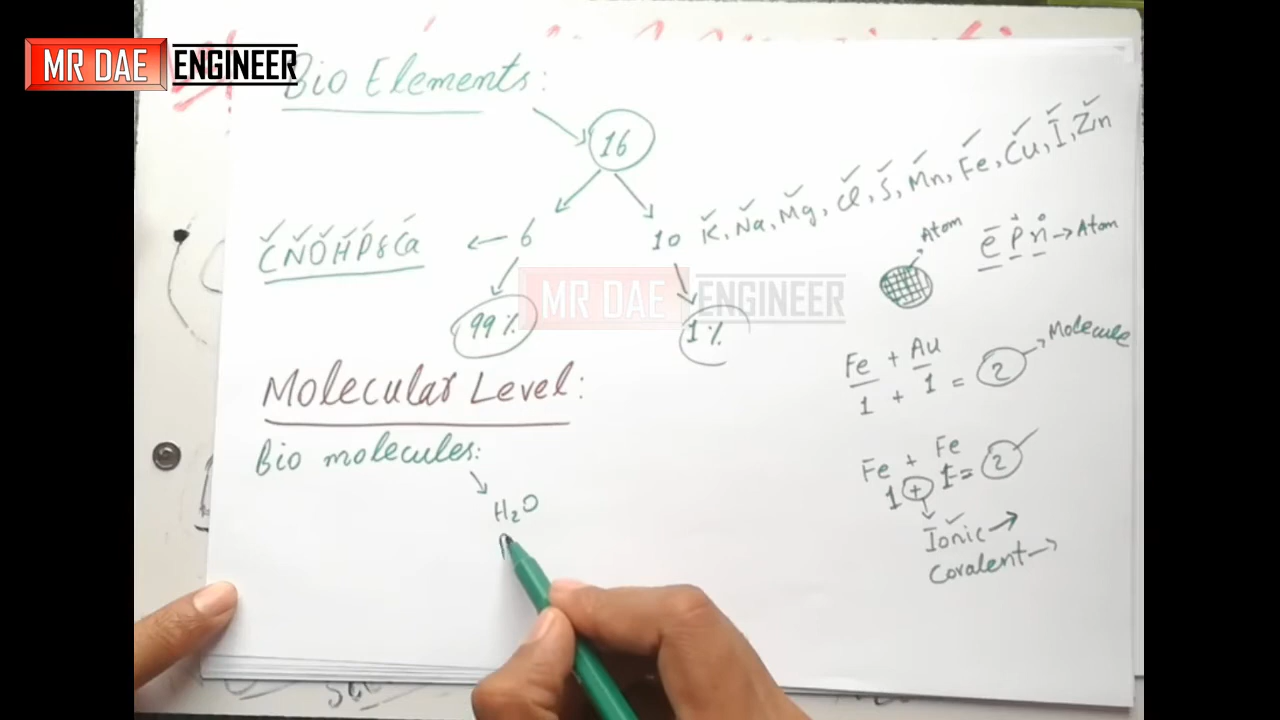 MR DAE ENGINEER
Bio Elements:
16
6
10 K, Na, Mg, Cl, S, Mn, Fe, Cu, I, Zn
CNOHP & Ca
99 %
1 %
MR DAE ENGINEER
Atom
e p n → Atom
Fe + Au
1 + 1 = 2
Molecule
Molecular Level:
Bio molecules:
H2O
Fe + Fe
1 + 1 = 2
Ionic →
Covalent →